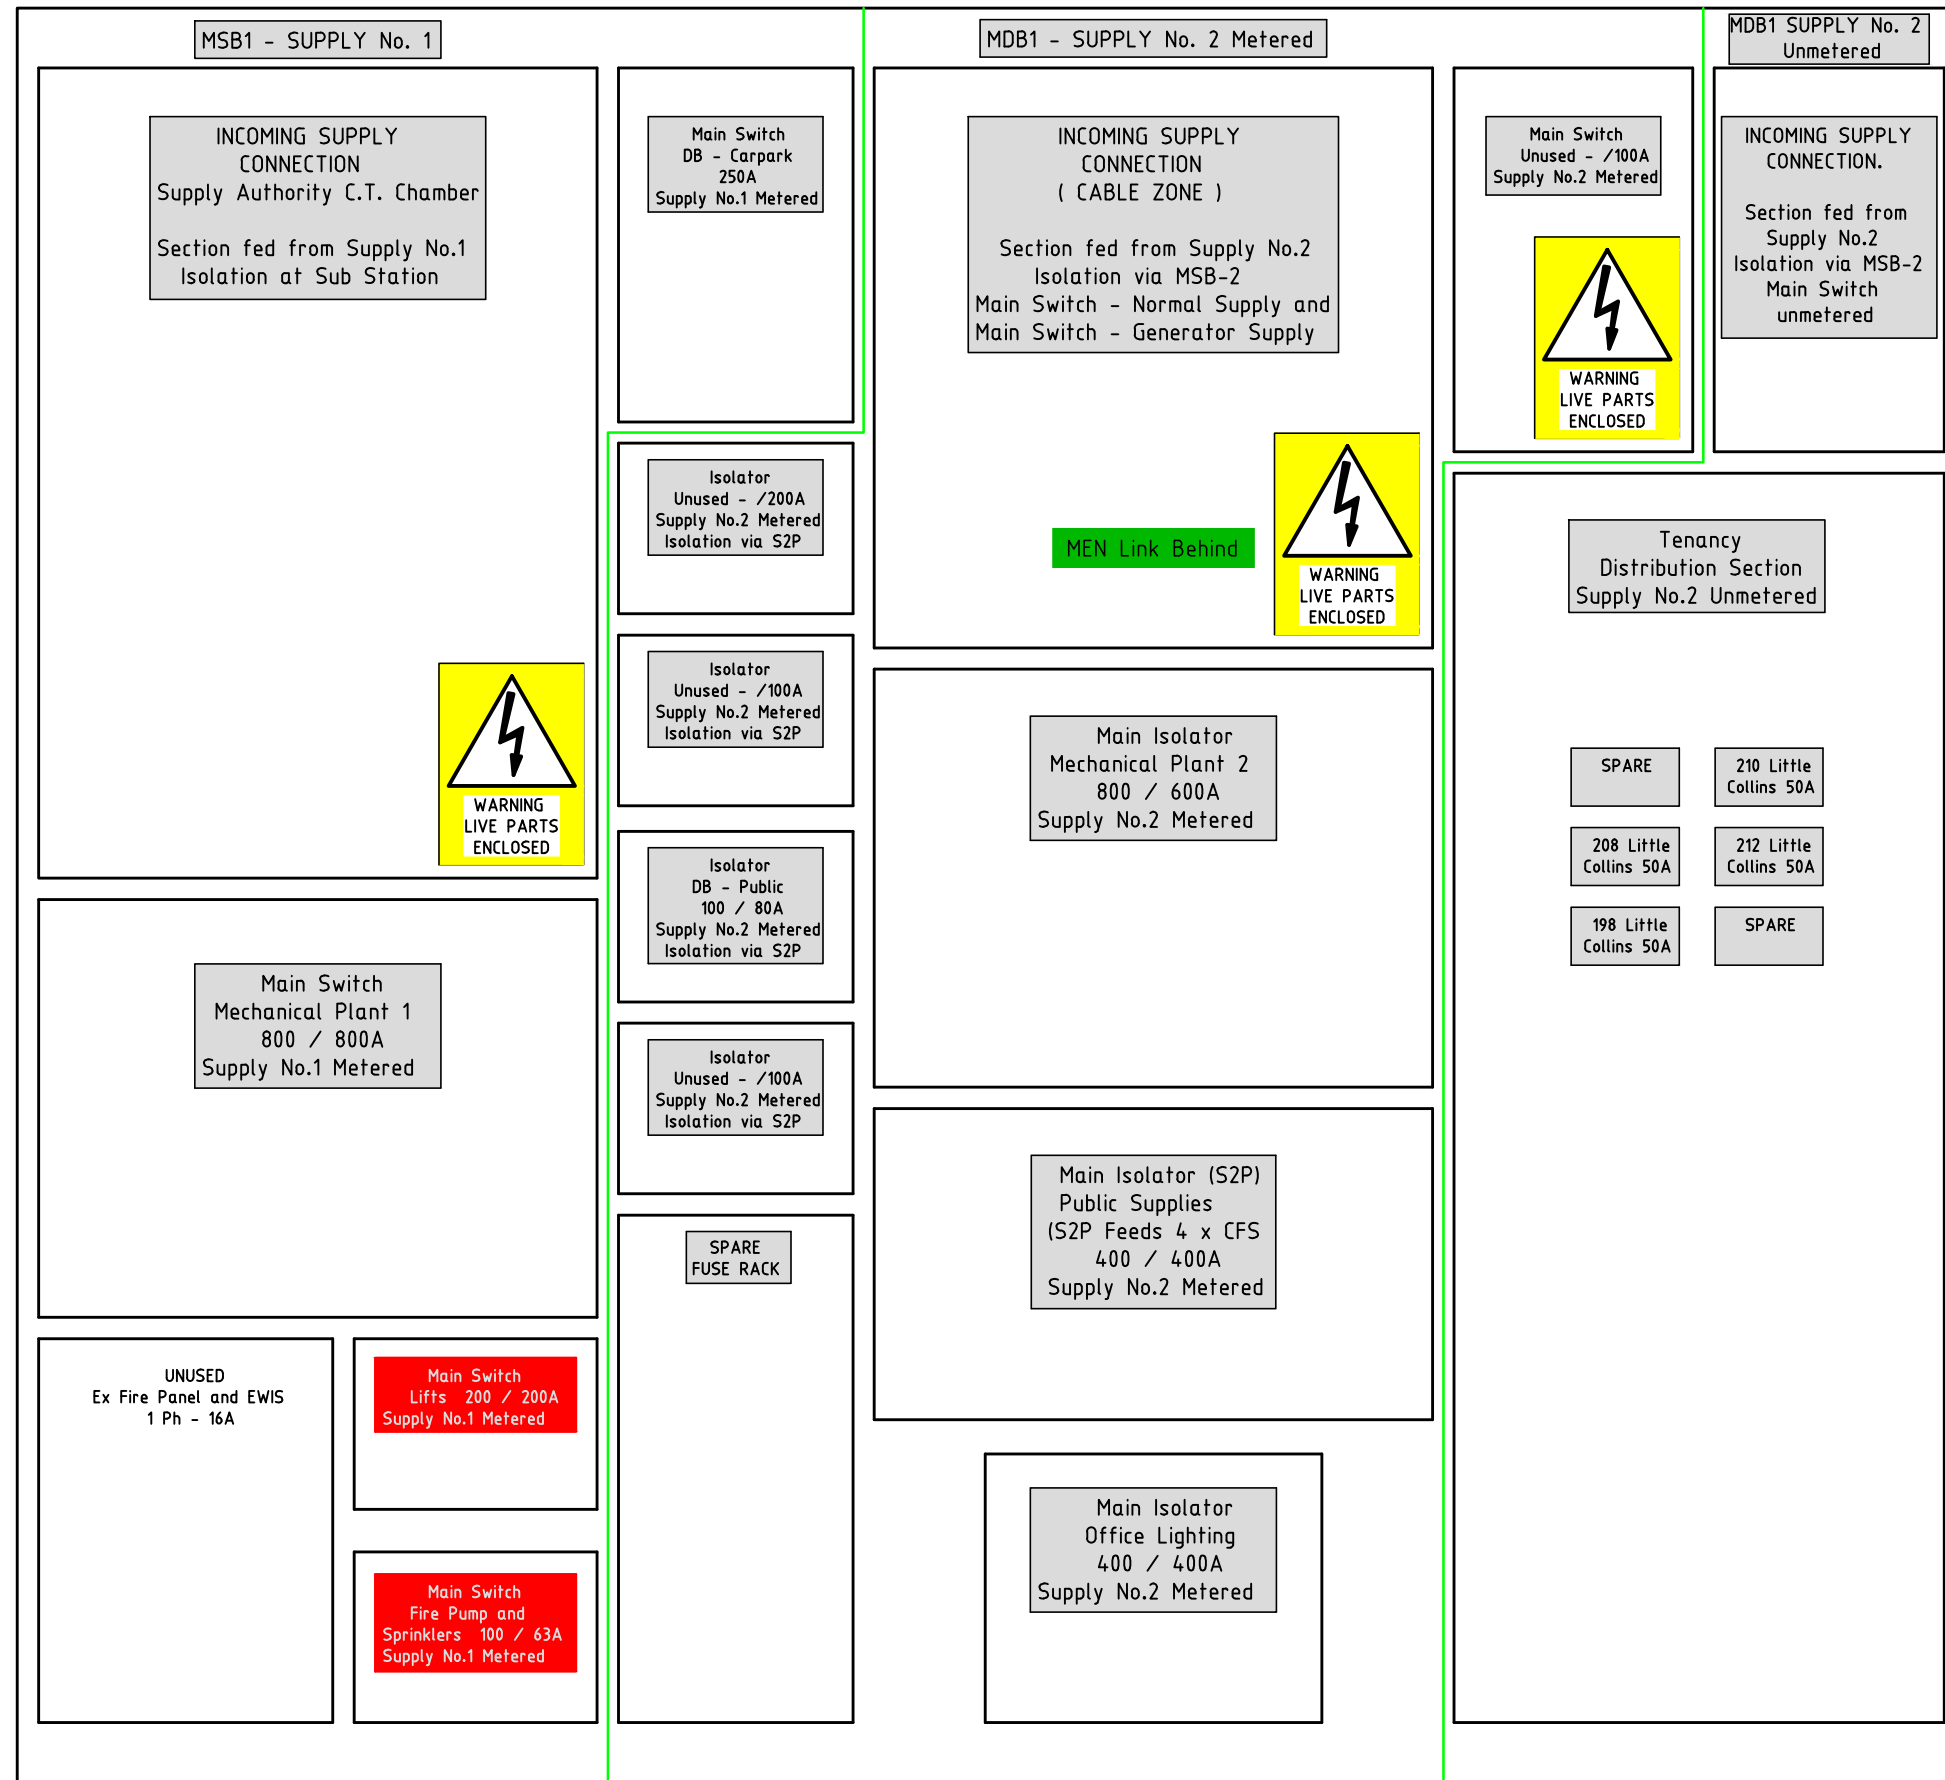 MSB1 - SUPPLY No. 1
INCOMING SUPPLY
CONNECTION
Supply Authority C.T. Chamber
Section fed from Supply No.1
Isolation at Sub Station
WARNING
LIVE PARTS
ENCLOSED
Main Switch
Mechanical Plant 1
800 / 800A
Supply No.1 Metered
UNUSED
Ex Fire Panel and EWIS
1 Ph - 16A
Main Switch
Lifts 200 / 200A
Supply No.1 Metered
Main Switch
Fire Pump and
Sprinklers 100 / 63A
Supply No.1 Metered
Main Switch
DB - Carpark
250A
Supply No.1 Metered
Isolator
Unused - /200A
Supply No.2 Metered
Isolation via S2P
Isolator
Unused - /100A
Supply No.2 Metered
Isolation via S2P
Isolator
DB - Public
100 / 80A
Supply No.2 Metered
Isolation via S2P
Isolator
Unused - /100A
Supply No.2 Metered
Isolation via S2P
SPARE
FUSE RACK
MDB1 - SUPPLY No. 2 Metered
INCOMING SUPPLY
CONNECTION
( CABLE ZONE )
Section fed from Supply No.2
Isolation via MSB-2
Main Switch - Normal Supply and
Main Switch - Generator Supply
MEN Link Behind
WARNING
LIVE PARTS
ENCLOSED
Main Isolator
Mechanical Plant 2
800 / 600A
Supply No.2 Metered
Main Isolator (S2P)
Public Supplies
(S2P Feeds 4 x CFS
400 / 400A
Supply No.2 Metered
Main Isolator
Office Lighting
400 / 400A
Supply No.2 Metered
Main Switch
Unused - /100A
Supply No.2 Metered
WARNING
LIVE PARTS
ENCLOSED
MDB1 SUPPLY No. 2
Unmetered
INCOMING SUPPLY
CONNECTION.
Section fed from
Supply No.2
Isolation via MSB-2
Main Switch
unmetered
Tenancy
Distribution Section
Supply No.2 Unmetered
SPARE
210 Little
Collins 50A
208 Little
Collins 50A
212 Little
Collins 50A
198 Little
Collins 50A
SPARE